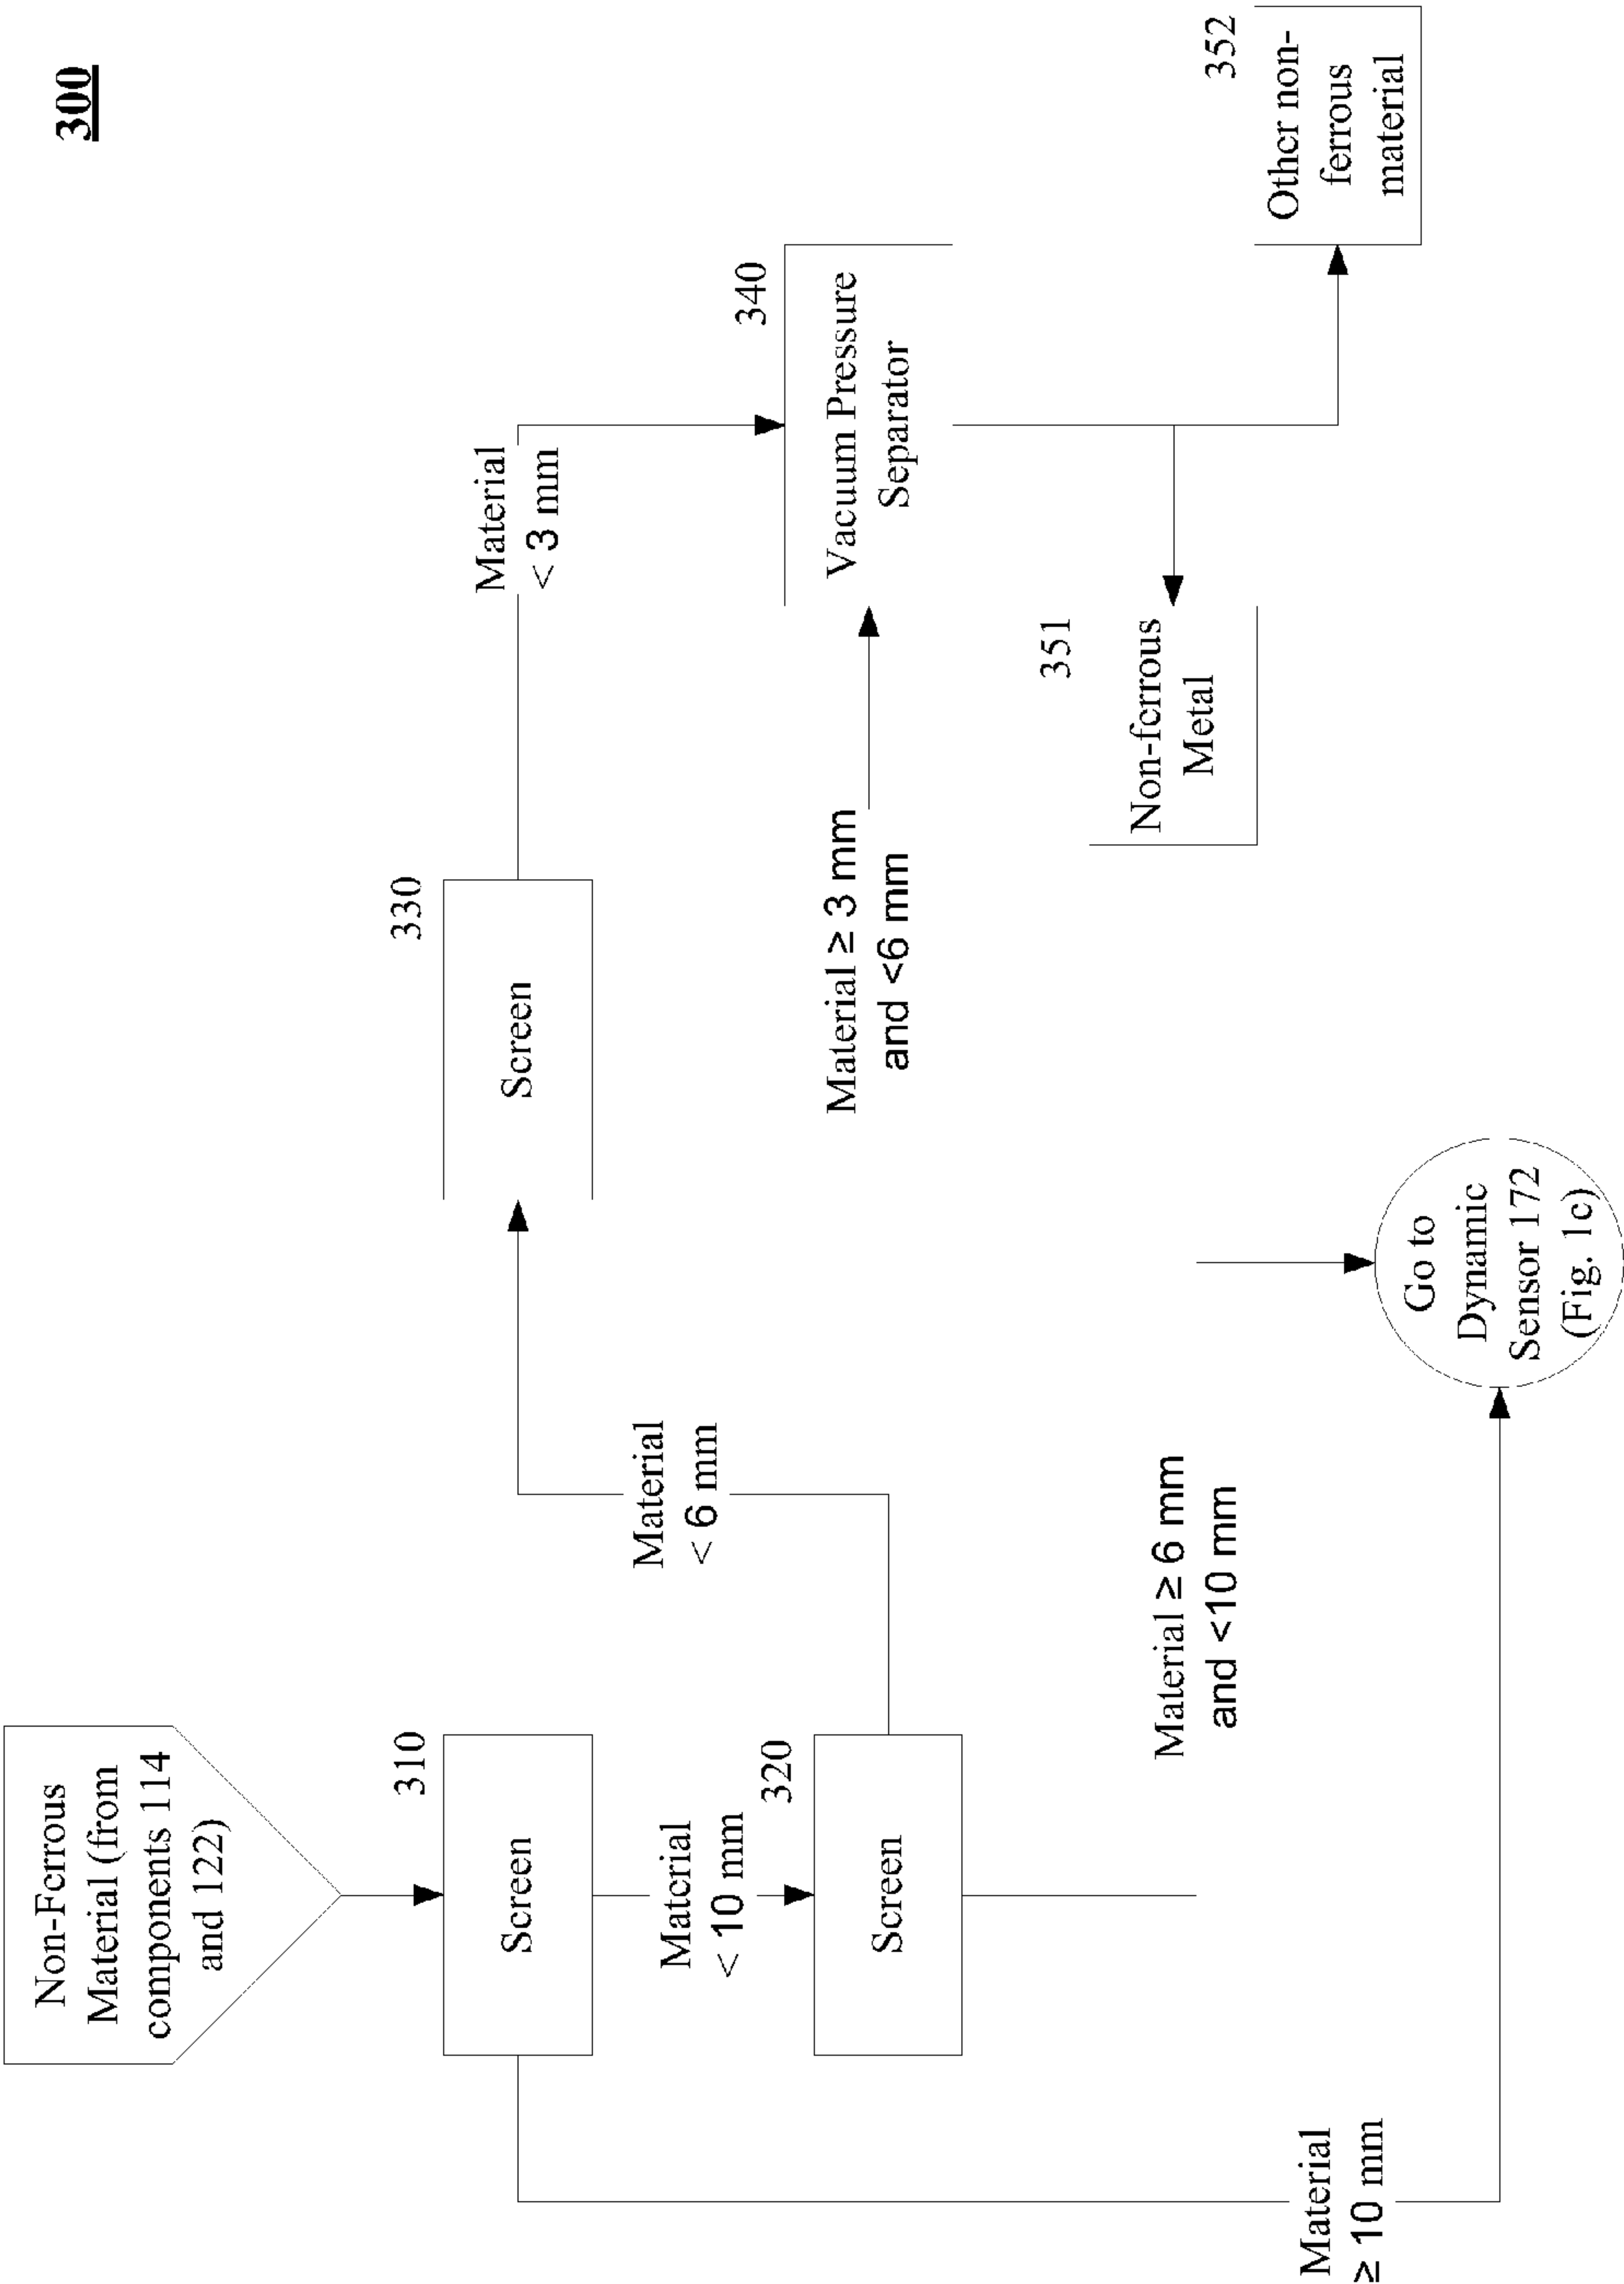 300
Non-Ferrous
Material (from
components 114
and 122)
310
Screen
Material
< 10 mm
320
Screen
Material
≥ 10 mm
Material
< 6 mm
Material ≥ 6 mm
and <10 mm
330
Screen
Material
< 3 mm
Material ≥ 3 mm
and <6 mm
340
Vacuum Pressure
Separator
351
Non-ferrous
Metal
352
Other non-
ferrous
material
Go to
Dynamic
Sensor 172
(Fig. 1c)